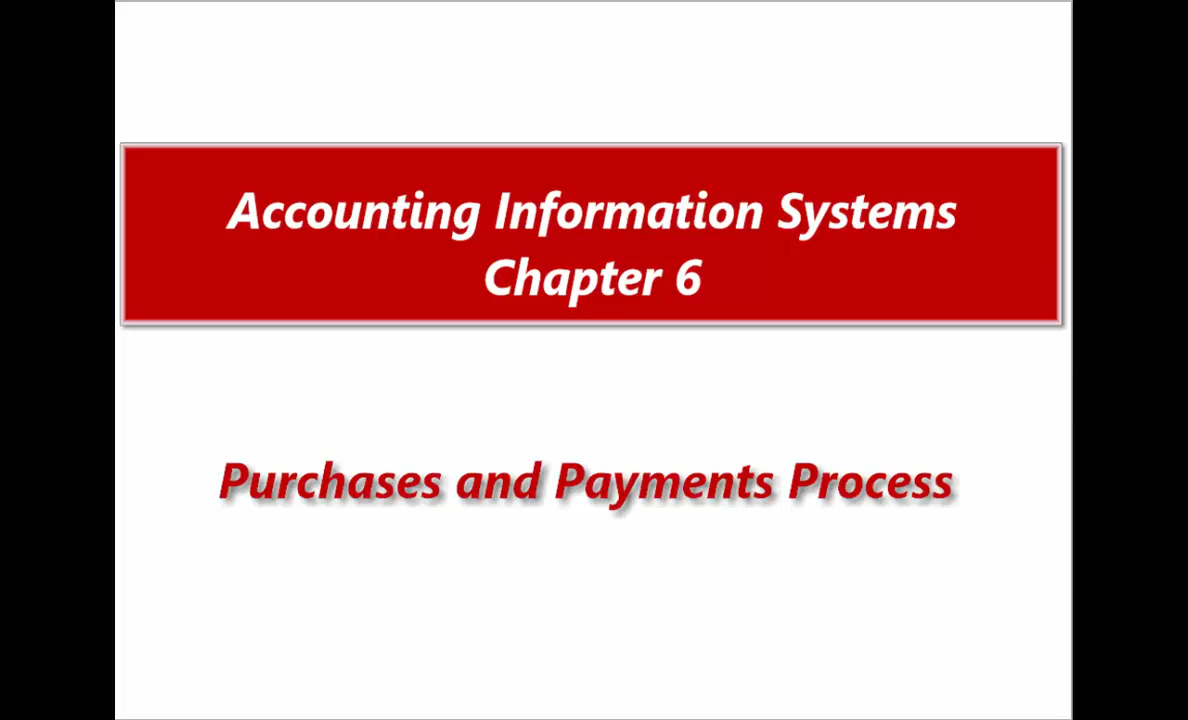 Accounting Information Systems
Chapter 6
Purchases and Payments Process